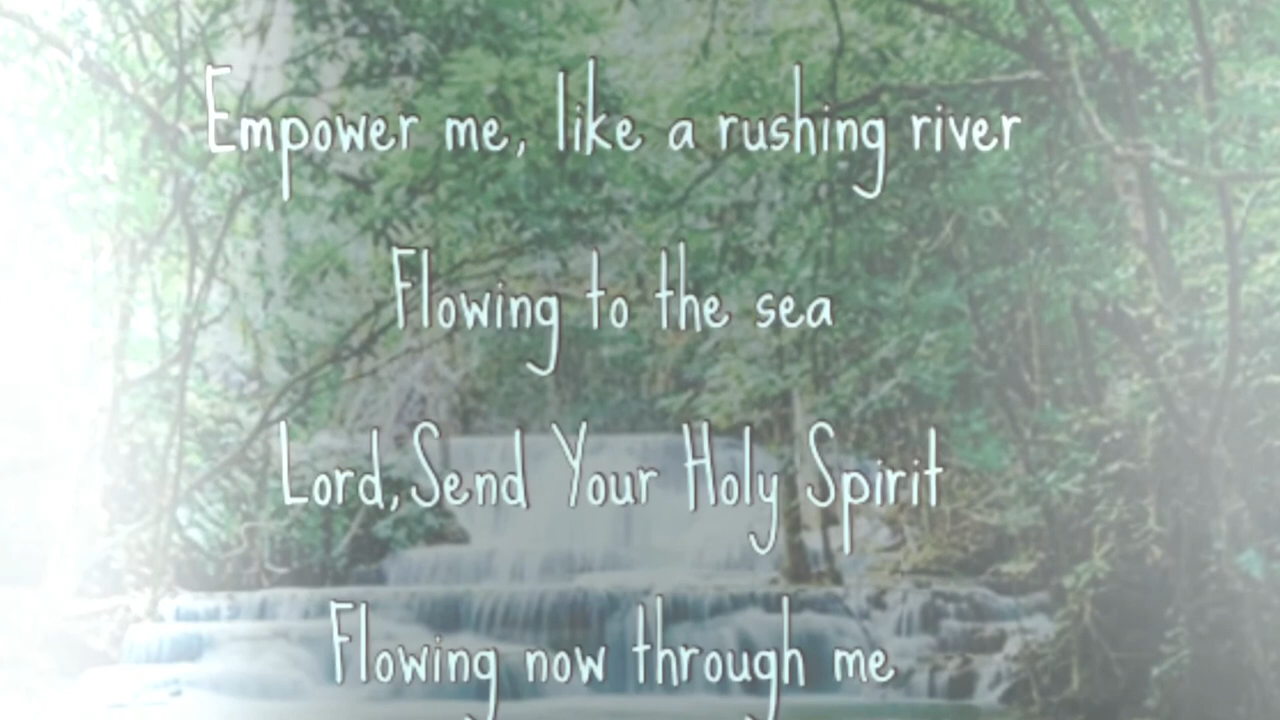 Empower me, like a rushing river
Flowing to the sea
Lord,Send Your Holy Spirit
Flowing now through me